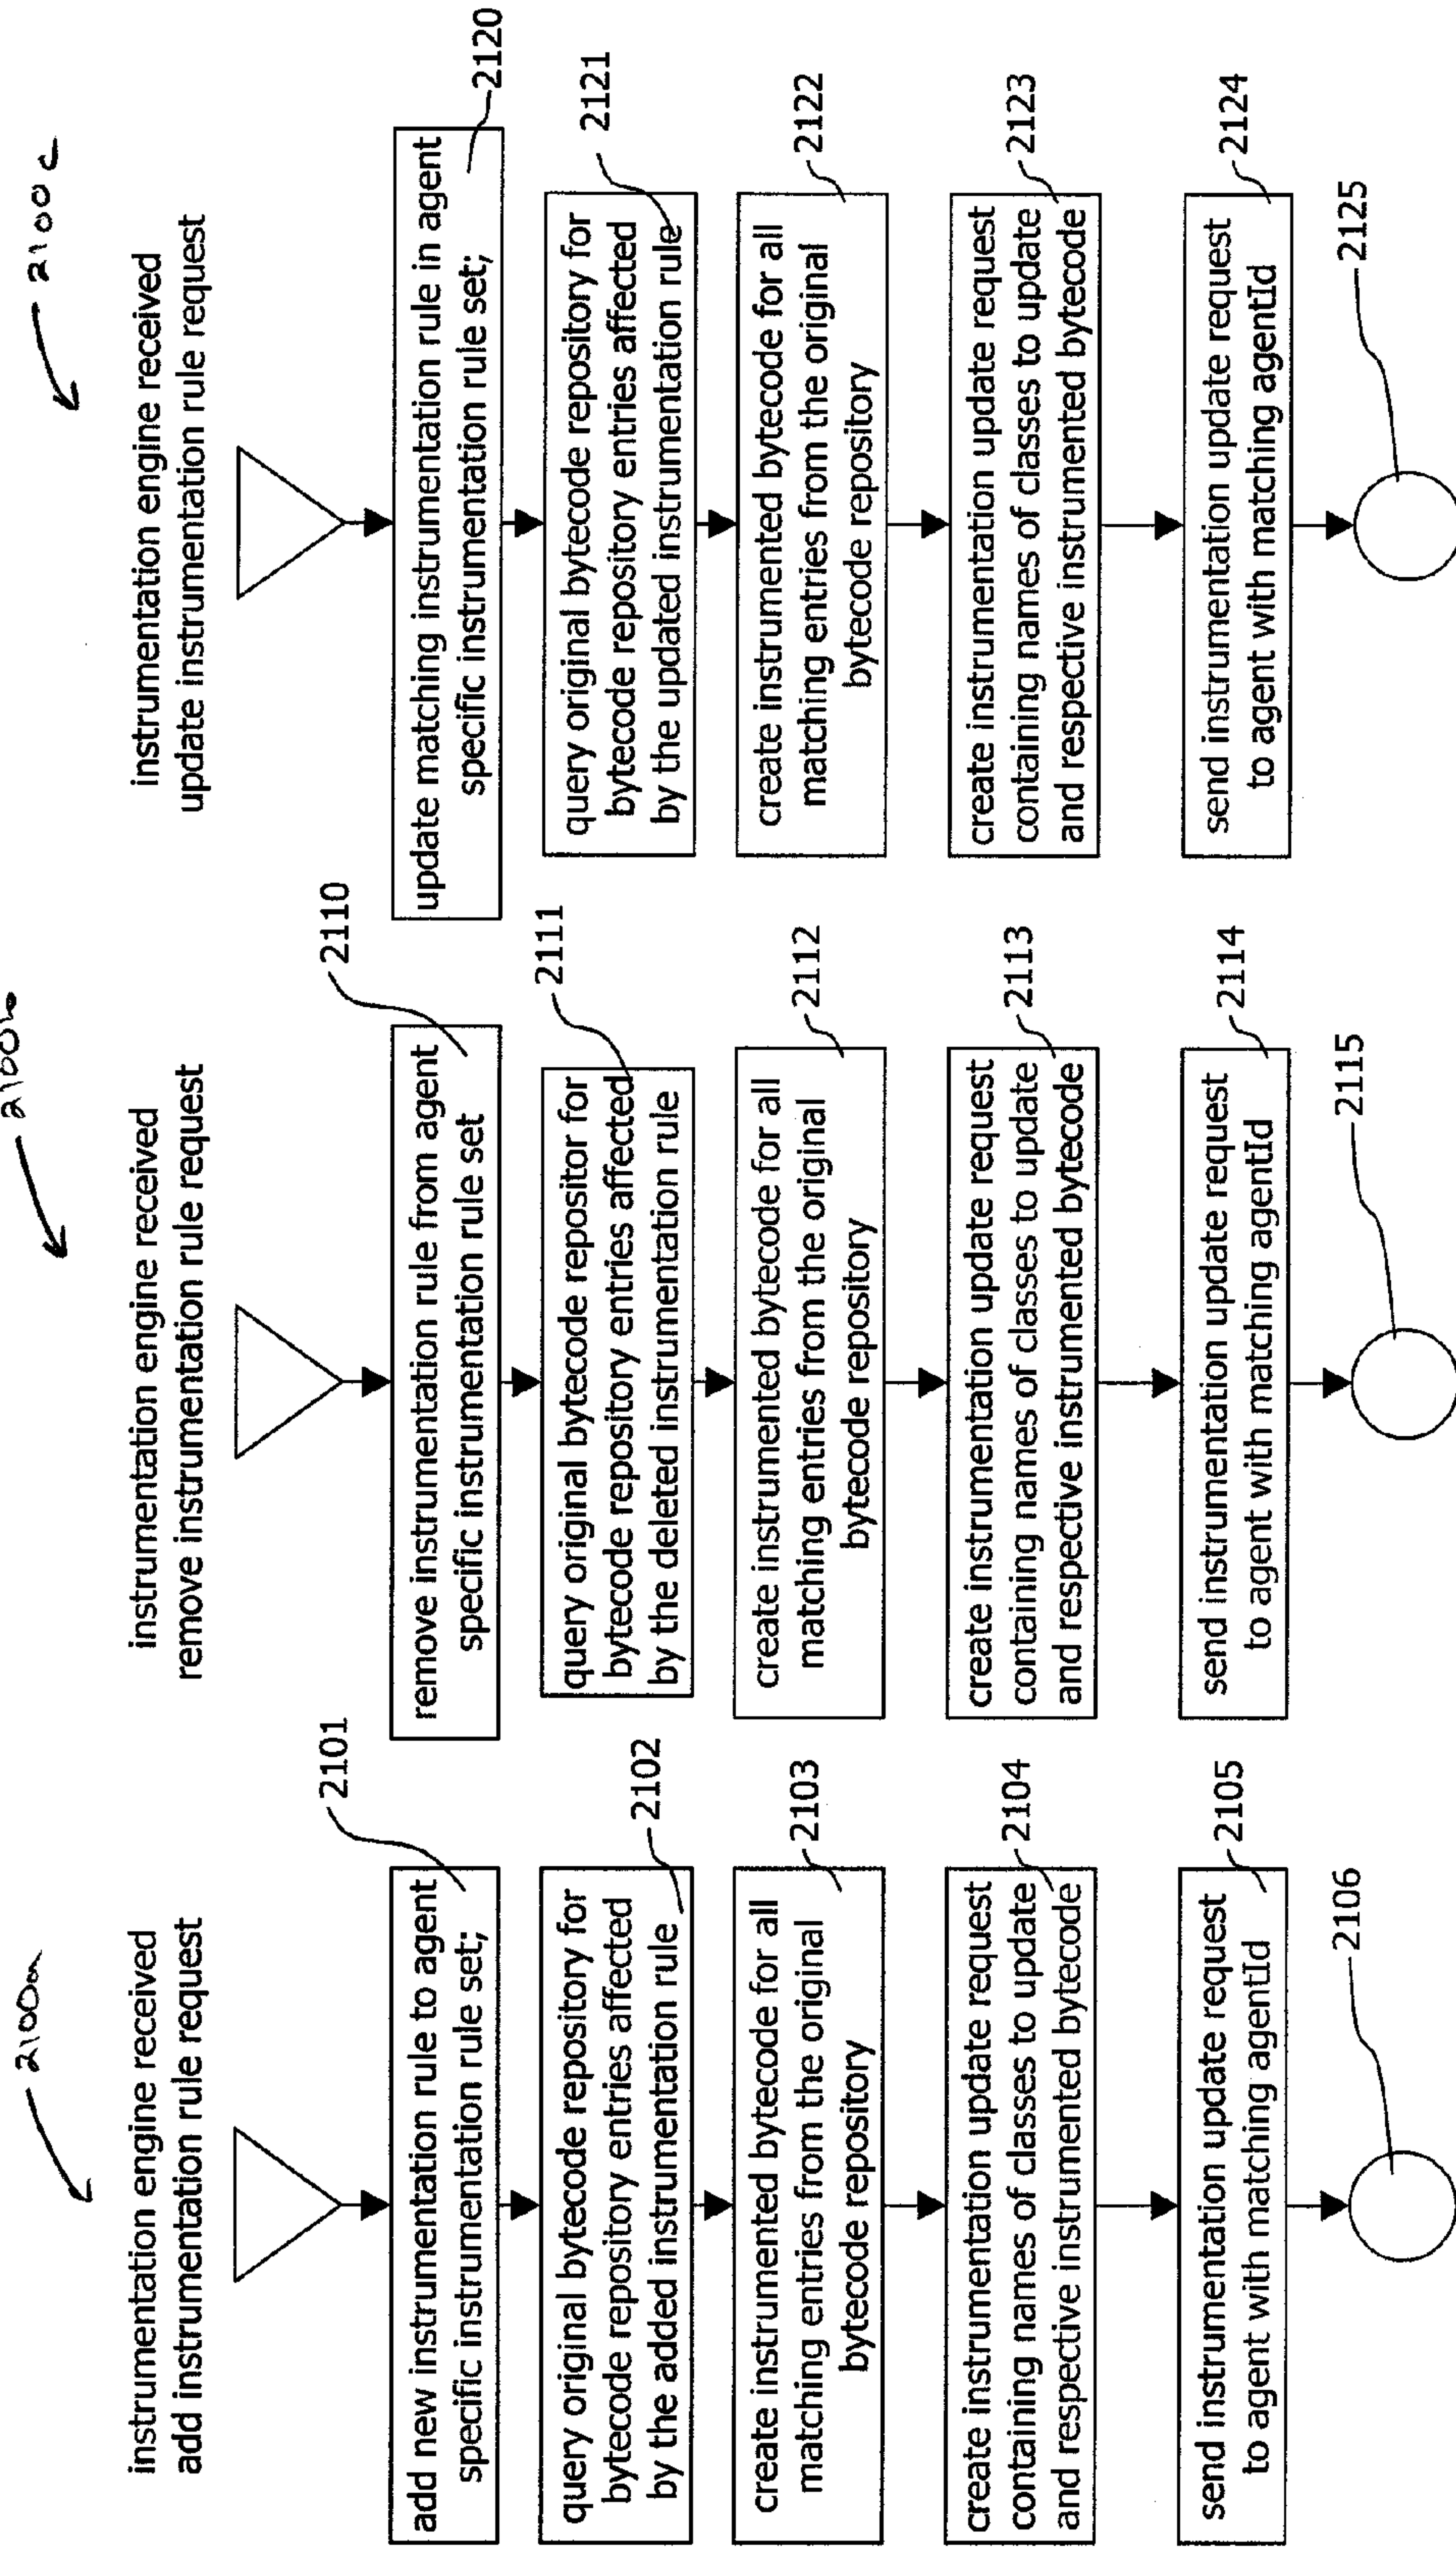 2100a
instrumentation engine received
add instrumentation rule request
2101
add new instrumentation rule to agent
specific instrumentation rule set;
2102
query original bytecode repository for
bytecode repository entries affected
by the added instrumentation rule
2103
create instrumented bytecode for all
matching entries from the original
bytecode repository
2104
create instrumentation update request
containing names of classes to update
and respective instrumented bytecode
2105
send instrumentation update request
to agent with matching agentId
2106
2100b
instrumentation engine received
remove instrumentation rule request
2110
remove instrumentation rule from agent
specific instrumentation rule set
2111
query original bytecode repositor for
bytecode repository entries affected
by the deleted instrumentation rule
2112
create instrumented bytecode for all
matching entries from the original
bytecode repository
2113
create instrumentation update request
containing names of classes to update
and respective instrumented bytecode
2114
send instrumentation update request
to agent with matching agentId
2115
2100c
instrumentation engine received
update instrumentation rule request
2120
update matching instrumentation rule in agent
specific instrumentation rule set;
2121
query original bytecode repository for
bytecode repository entries affected
by the updated instrumentation rule
2122
create instrumented bytecode for all
matching entries from the original
bytecode repository
2123
create instrumentation update request
containing names of classes to update
and respective instrumented bytecode
2124
send instrumentation update request
to agent with matching agentId
2125